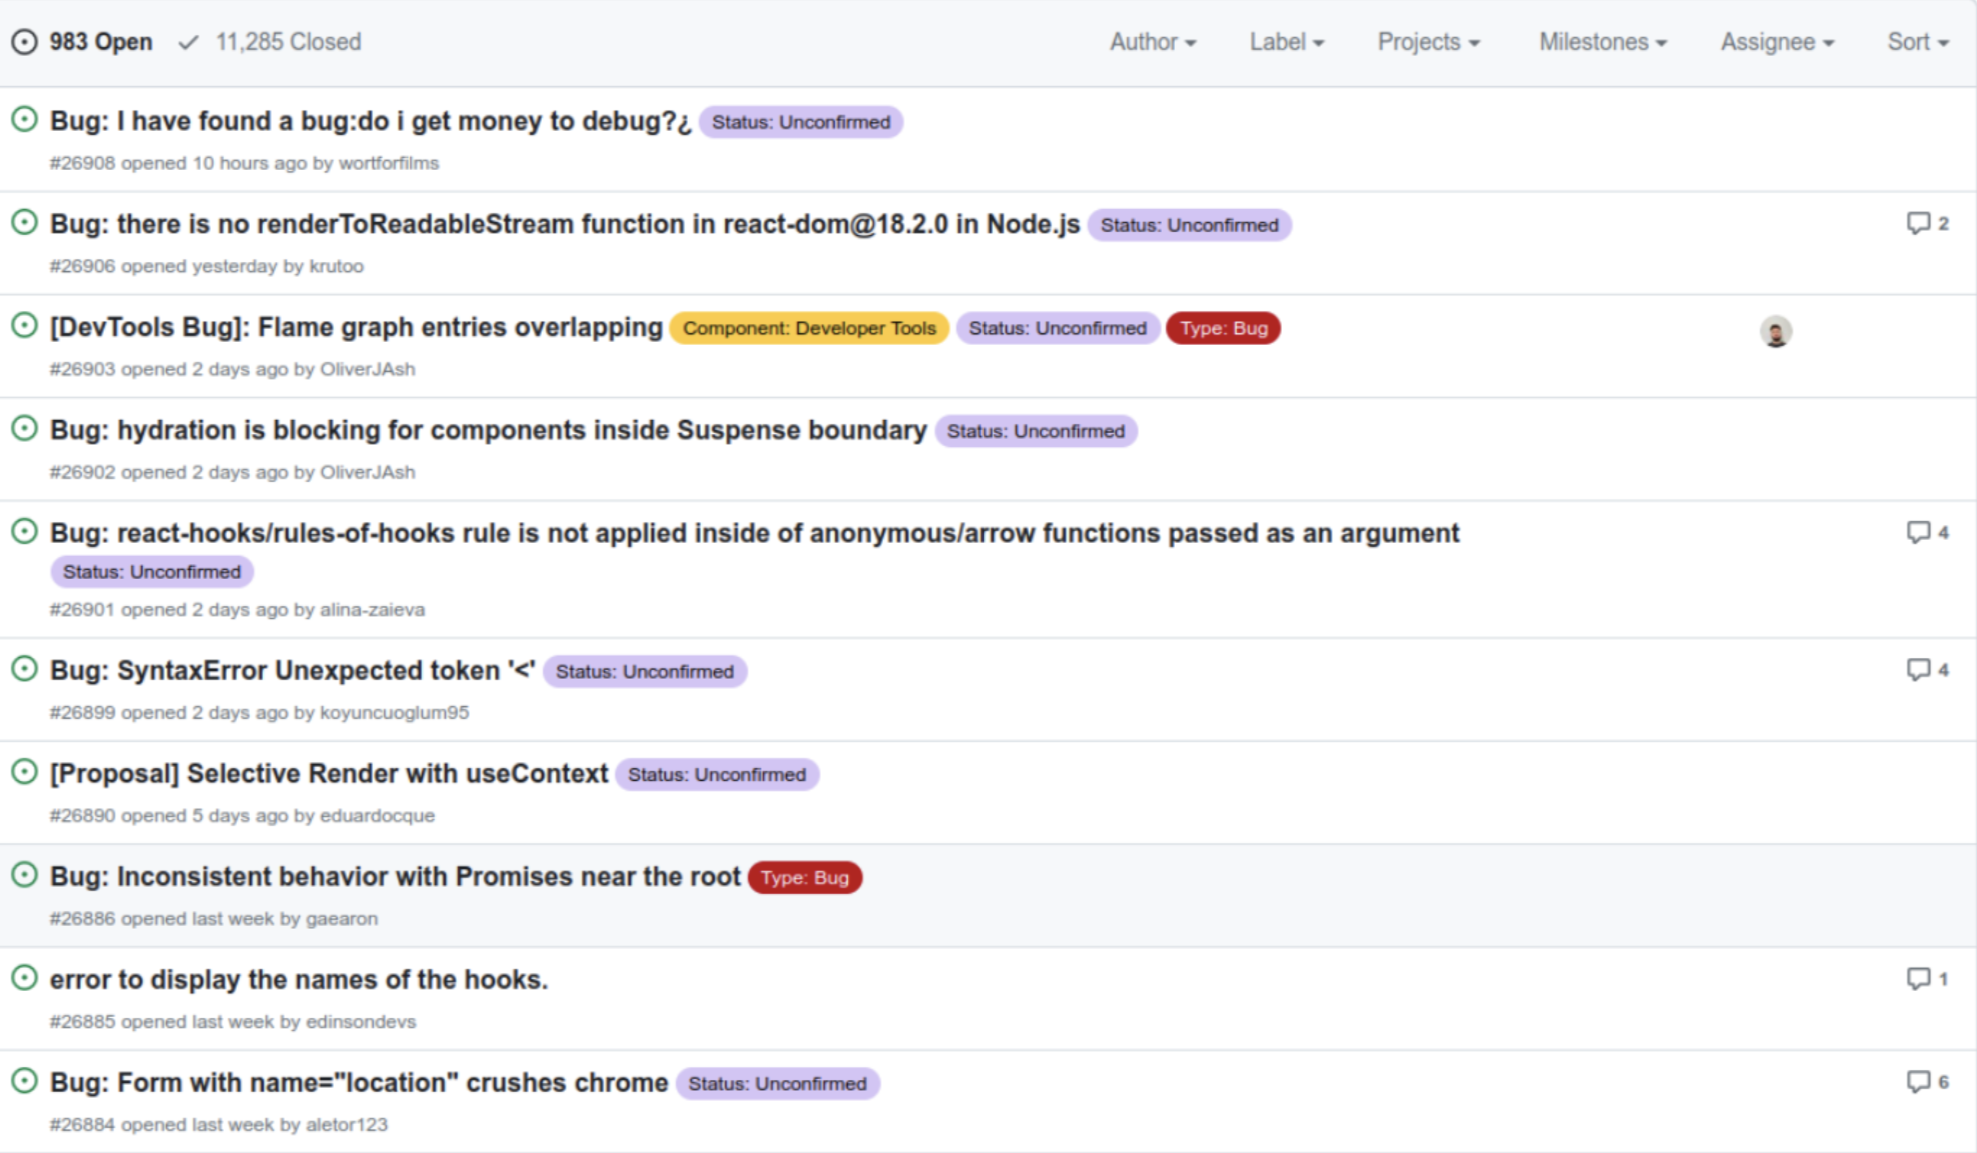 983 Open 11,285 Closed Author Label Projects Milestones Assignee Sort
Bug: I have found a bug:do i get money to debug?¿ Status: Unconfirmed
#26908 opened 10 hours ago by wortforfilms
Bug: there is no renderToReadableStream function in react-dom@18.2.0 in Node.js Status: Unconfirmed 2
#26906 opened yesterday by krutoo
[DevTools Bug]: Flame graph entries overlapping Component: Developer Tools Status: Unconfirmed Type: Bug
#26903 opened 2 days ago by OliverJAsh
Bug: hydration is blocking for components inside Suspense boundary Status: Unconfirmed
#26902 opened 2 days ago by OliverJAsh
Bug: react-hooks/rules-of-hooks rule is not applied inside of anonymous/arrow functions passed as an argument 4
Status: Unconfirmed
#26901 opened 2 days ago by alina-zaieva
Bug: SyntaxError Unexpected token '<' Status: Unconfirmed 4
#26899 opened 2 days ago by koyuncuoglum95
[Proposal] Selective Render with useContext Status: Unconfirmed
#26890 opened 5 days ago by eduardocque
Bug: Inconsistent behavior with Promises near the root Type: Bug
#26886 opened last week by gaearon
error to display the names of the hooks. 1
#26885 opened last week by edinsondevs
Bug: Form with name="location" crushes chrome Status: Unconfirmed 6
#26884 opened last week by aletor123